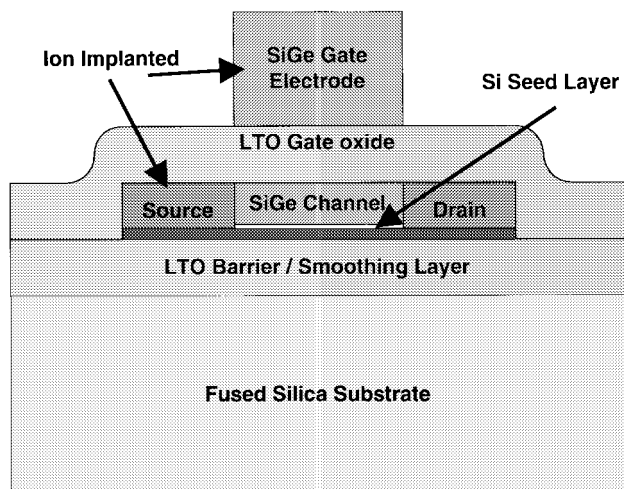 Ion Implanted
SiGe Gate
Electrode
Si Seed Layer
LTO Gate oxide
Source
SiGe Channel
Drain
LTO Barrier / Smoothing Layer
Fused Silica Substrate